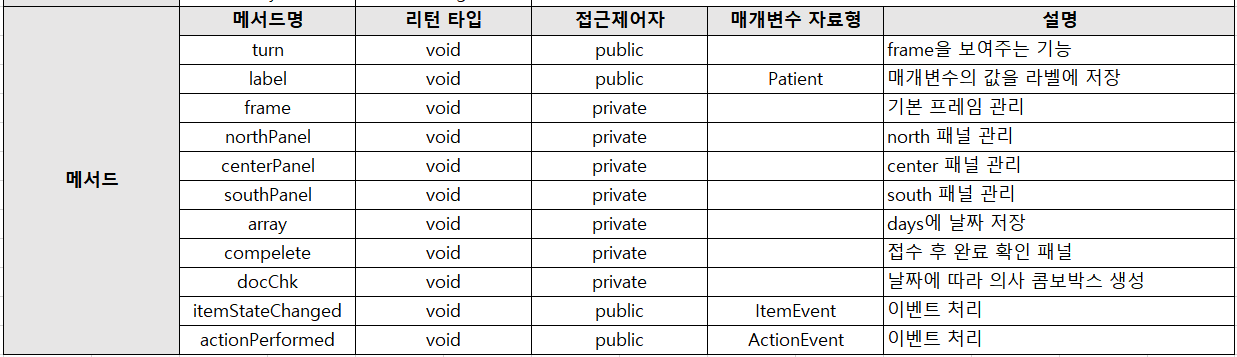 메서드명 리턴 타입 접근제어자 매개변수 자료형 설명
메서드
turn void public frame을 보여주는 기능
label void public Patient 매개변수의 값을 라벨에 저장
frame void private 기본 프레임 관리
northPanel void private north 패널 관리
centerPanel void private center 패널 관리
southPanel void private south 패널 관리
array void private days에 날짜 저장
compelete void private 접수 후 완료 확인 패널
docChk void private 날짜에 따라 의사 콤보박스 생성
itemStateChanged void public ItemEvent 이벤트 처리
actionPerformed void public ActionEvent 이벤트 처리